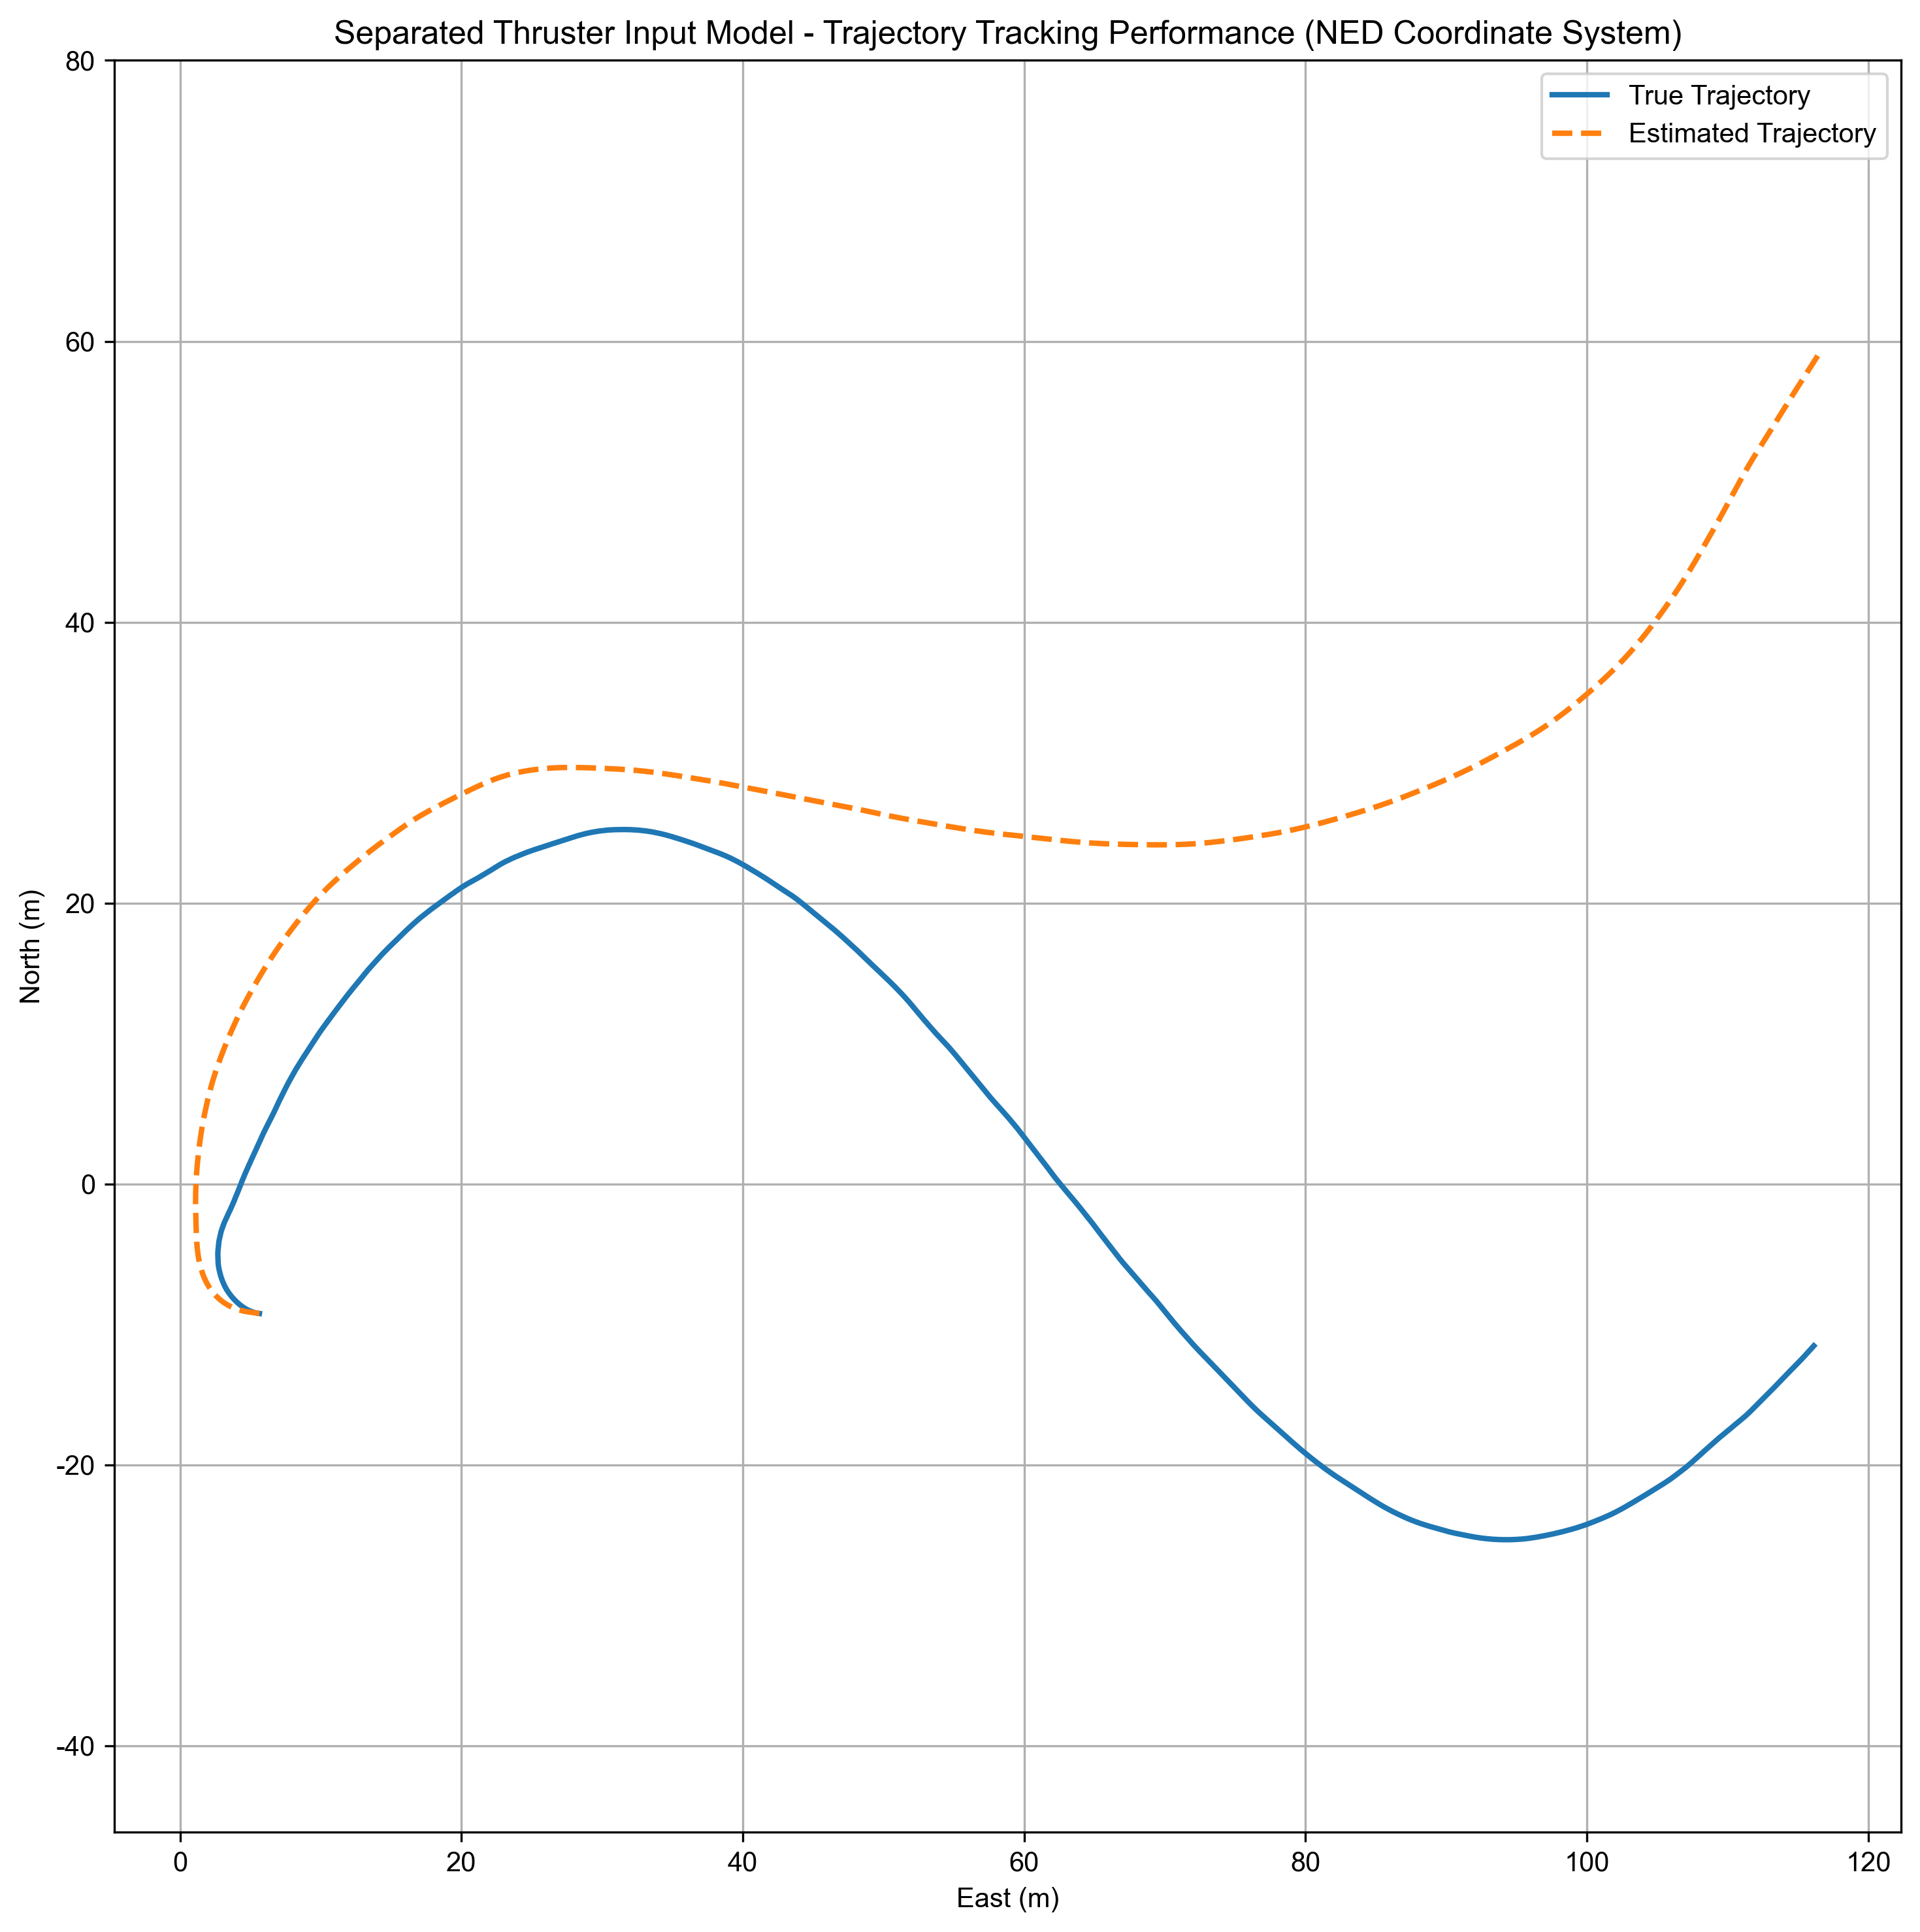 Separated Thruster Input Model - Trajectory Tracking Performance (NED Coordinate System)
True Trajectory
Estimated Trajectory
80
60
40
20
0
-20
-40
North (m)
0 20 40 60 80 100 120
East (m)